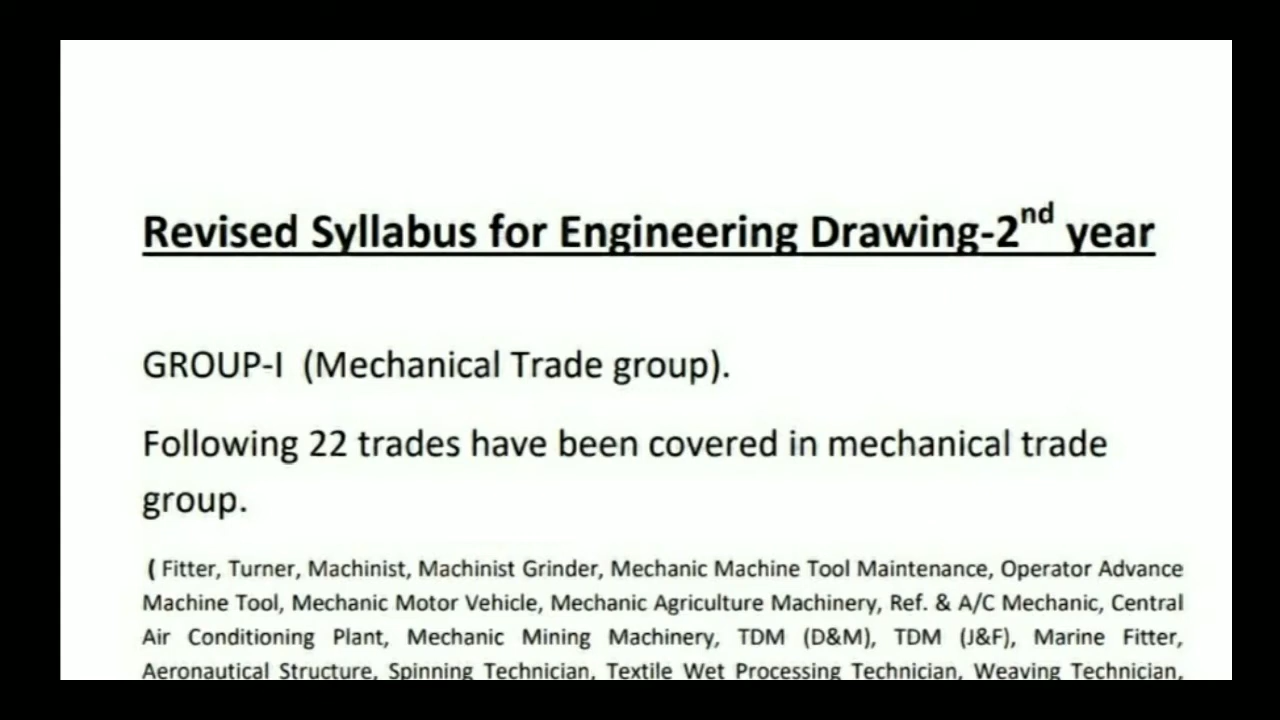 Revised Syllabus for Engineering Drawing-2nd year
GROUP-I (Mechanical Trade group).
Following 22 trades have been covered in mechanical trade
group.
( Fitter, Turner, Machinist, Machinist Grinder, Mechanic Machine Tool Maintenance, Operator Advance
Machine Tool, Mechanic Motor Vehicle, Mechanic Agriculture Machinery, Ref. & A/C Mechanic, Central
Air Conditioning Plant, Mechanic Mining Machinery, TDM (D&M), TDM (J&F), Marine Fitter,
Aeronautical Structure, Spinning Technician, Textile Wet Processing Technician, Weaving Technician,